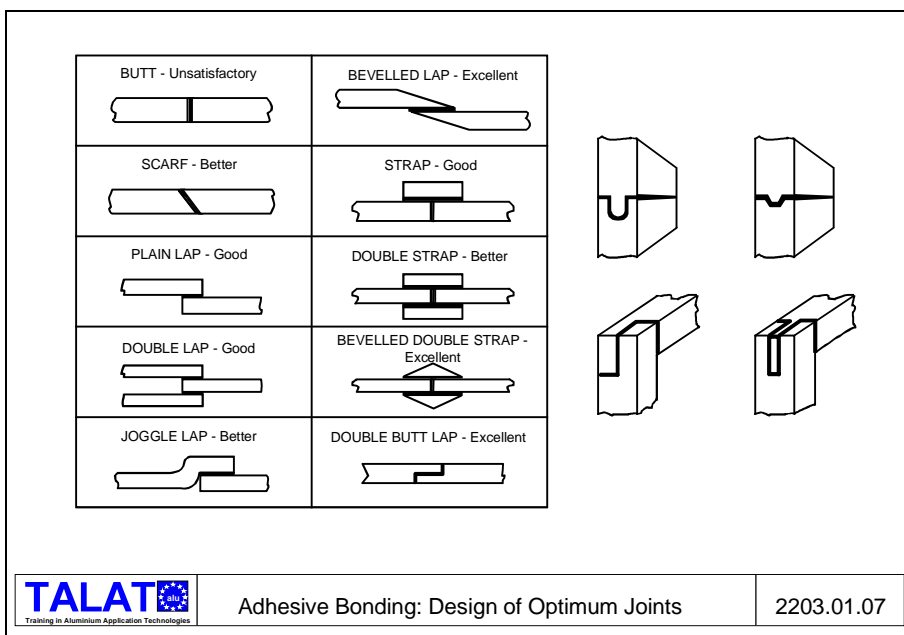 BUTT - Unsatisfactory
BEVELLED LAP - Excellent
SCARF - Better
STRAP - Good
PLAIN LAP - Good
DOUBLE STRAP - Better
DOUBLE LAP - Good
BEVELLED DOUBLE STRAP -
Excellent
JOGGLE LAP - Better
DOUBLE BUTT LAP - Excellent
TALAT
alu
Training in Aluminium Application Technologies
Adhesive Bonding: Design of Optimum Joints
2203.01.07